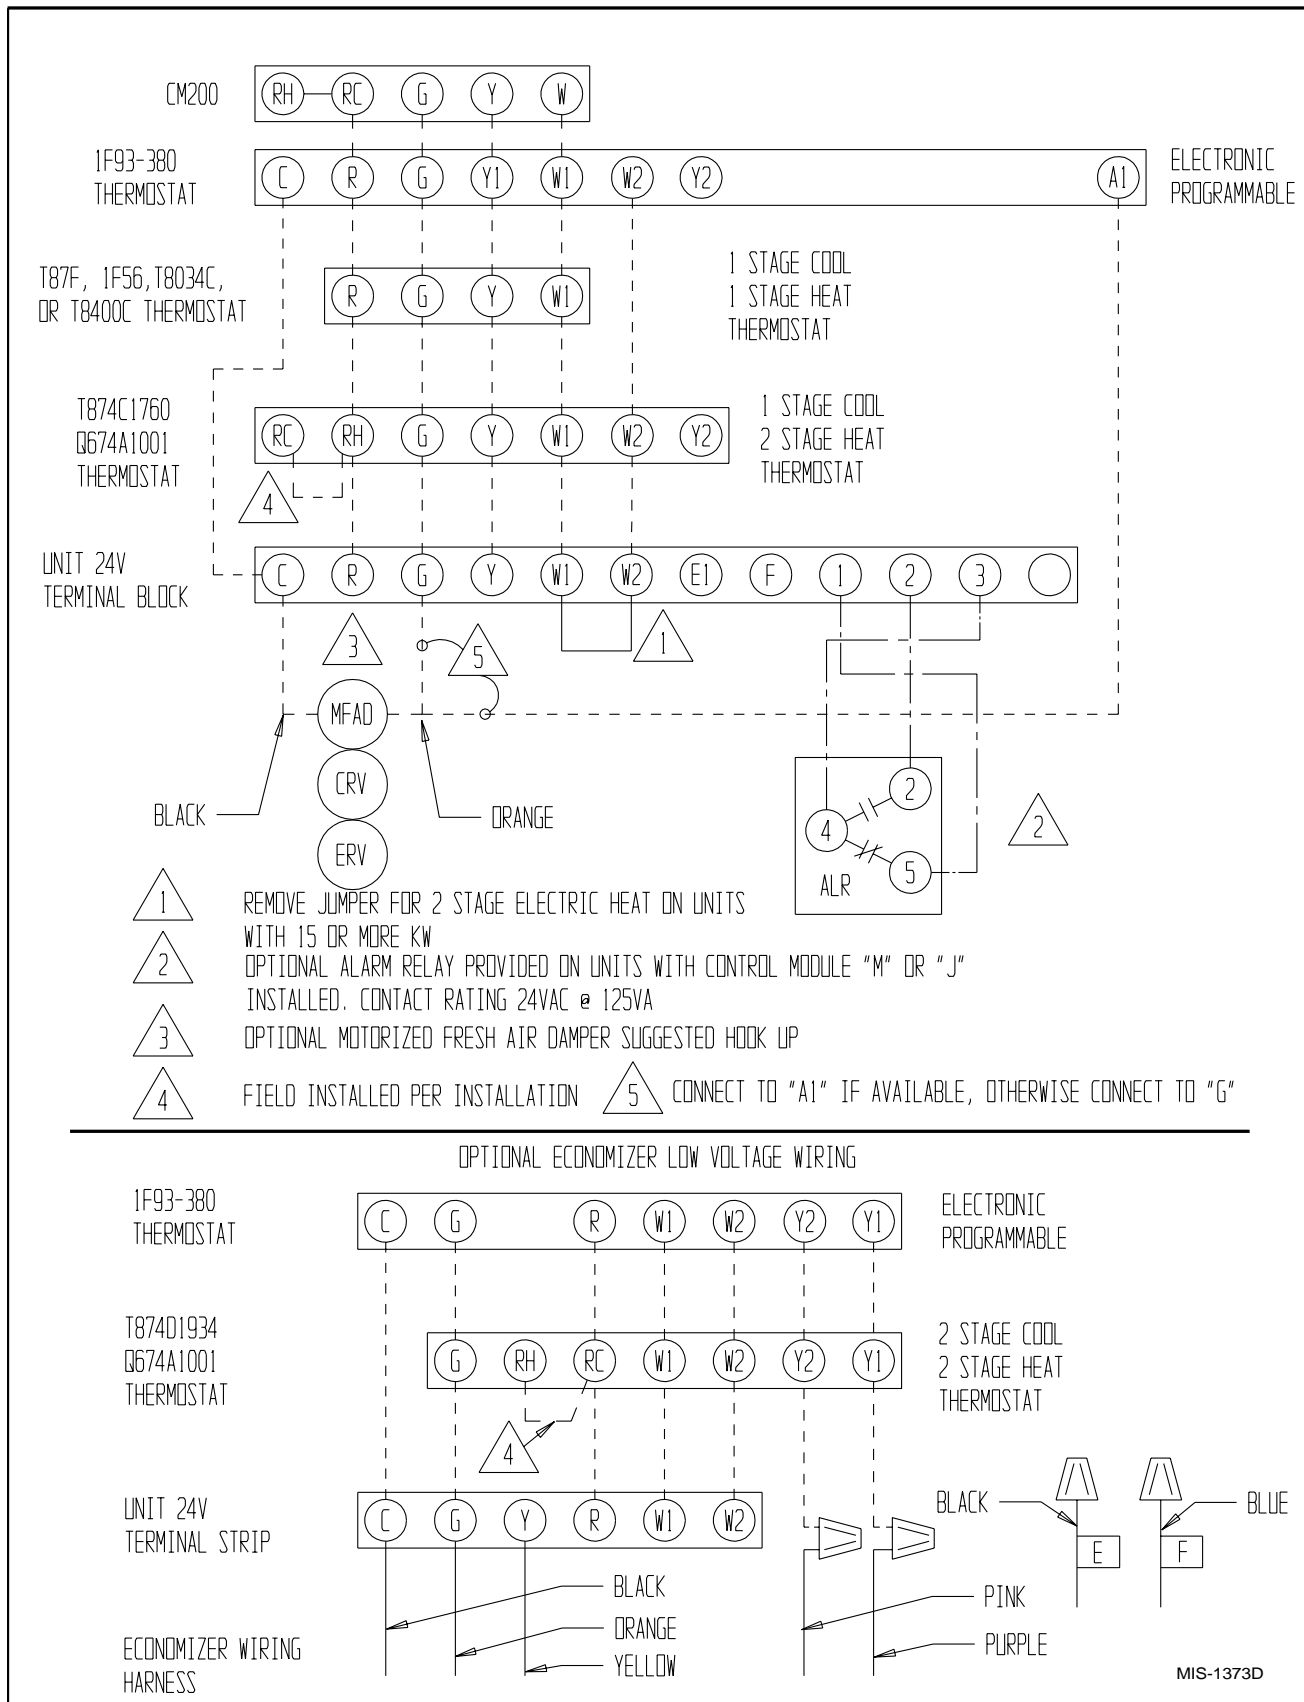 CM200
RH RC G Y W
1F93-380
THERMOSTAT
C R G Y1 W1 W2 Y2 A1
ELECTRONIC
PROGRAMMABLE
T87F, 1F56,T8034C,
OR T8400C THERMOSTAT
R G Y W1
1 STAGE COOL
1 STAGE HEAT
THERMOSTAT
T874C1760
Q674A1001
THERMOSTAT
RC RH G Y W1 W2 Y2
1 STAGE COOL
2 STAGE HEAT
THERMOSTAT
4
UNIT 24V
TERMINAL BLOCK
C R G Y W1 W2 E1 F 1 2 3
3
5
1
MFAD
CRV
ERV
BLACK
ORANGE
2
4
5
ALR
2
1
REMOVE JUMPER FOR 2 STAGE ELECTRIC HEAT ON UNITS
WITH 15 OR MORE KW
2
OPTIONAL ALARM RELAY PROVIDED ON UNITS WITH CONTROL MODULE "M" OR "J"
INSTALLED. CONTACT RATING 24VAC @ 125VA
3
OPTIONAL MOTORIZED FRESH AIR DAMPER SUGGESTED HOOK UP
4
FIELD INSTALLED PER INSTALLATION
5
CONNECT TO "A1" IF AVAILABLE, OTHERWISE CONNECT TO "G"
OPTIONAL ECONOMIZER LOW VOLTAGE WIRING
1F93-380
THERMOSTAT
C G R W1 W2 Y2 Y1
ELECTRONIC
PROGRAMMABLE
T874D1934
Q674A1001
THERMOSTAT
G RH RC W1 W2 Y2 Y1
2 STAGE COOL
2 STAGE HEAT
THERMOSTAT
4
UNIT 24V
TERMINAL STRIP
C G Y R W1 W2
BLACK
E
F
BLUE
BLACK
ORANGE
YELLOW
PINK
PURPLE
ECONOMIZER WIRING
HARNESS
MIS-1373D